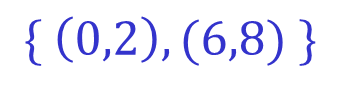 { (0,2), (6,8) }